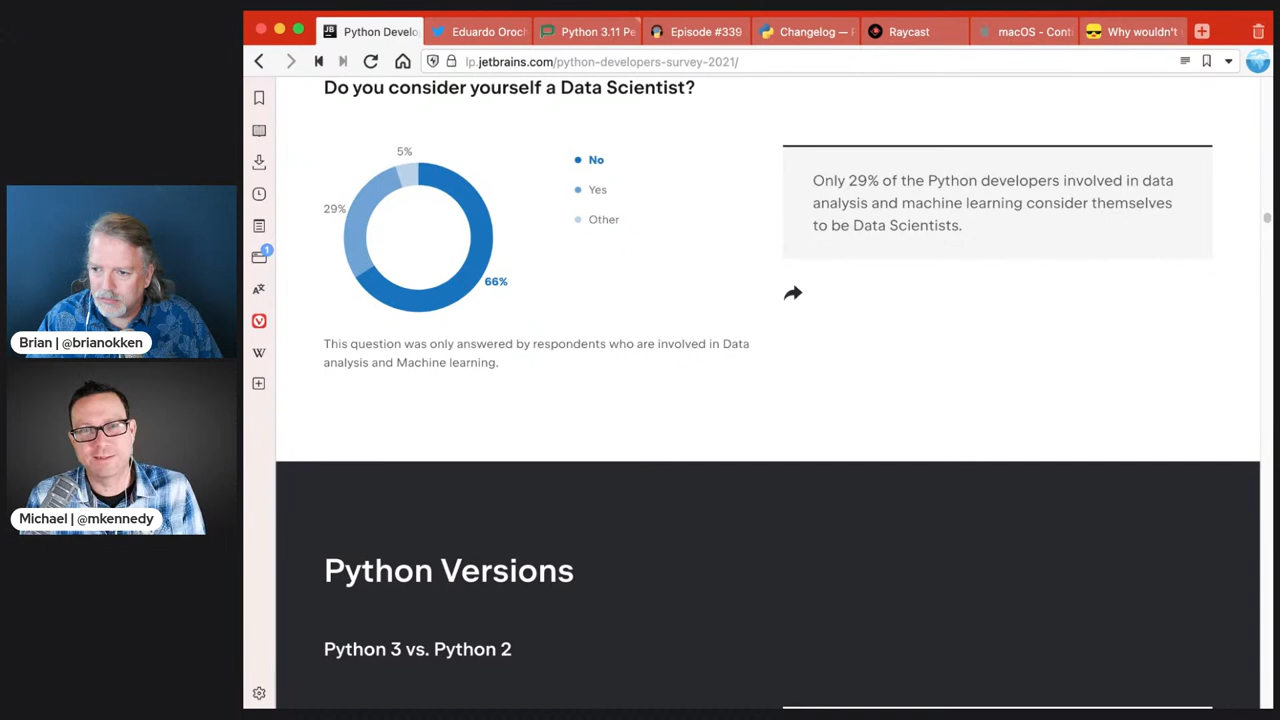 Python Develo
Eduardo Oroch
Python 3.11 Pe
Episode #339
Changelog —
Raycast
macOS - Conti
Why wouldn't
lp.jetbrains.com/python-developers-survey-2021/
Do you consider yourself a Data Scientist?
5%
29%
66%
No
Yes
Other
Only 29% of the Python developers involved in data
analysis and machine learning consider themselves
to be Data Scientists.
This question was only answered by respondents who are involved in Data
analysis and Machine learning.
Python Versions
Python 3 vs. Python 2
1
Brian | @brianokken
Michael | @mkennedy